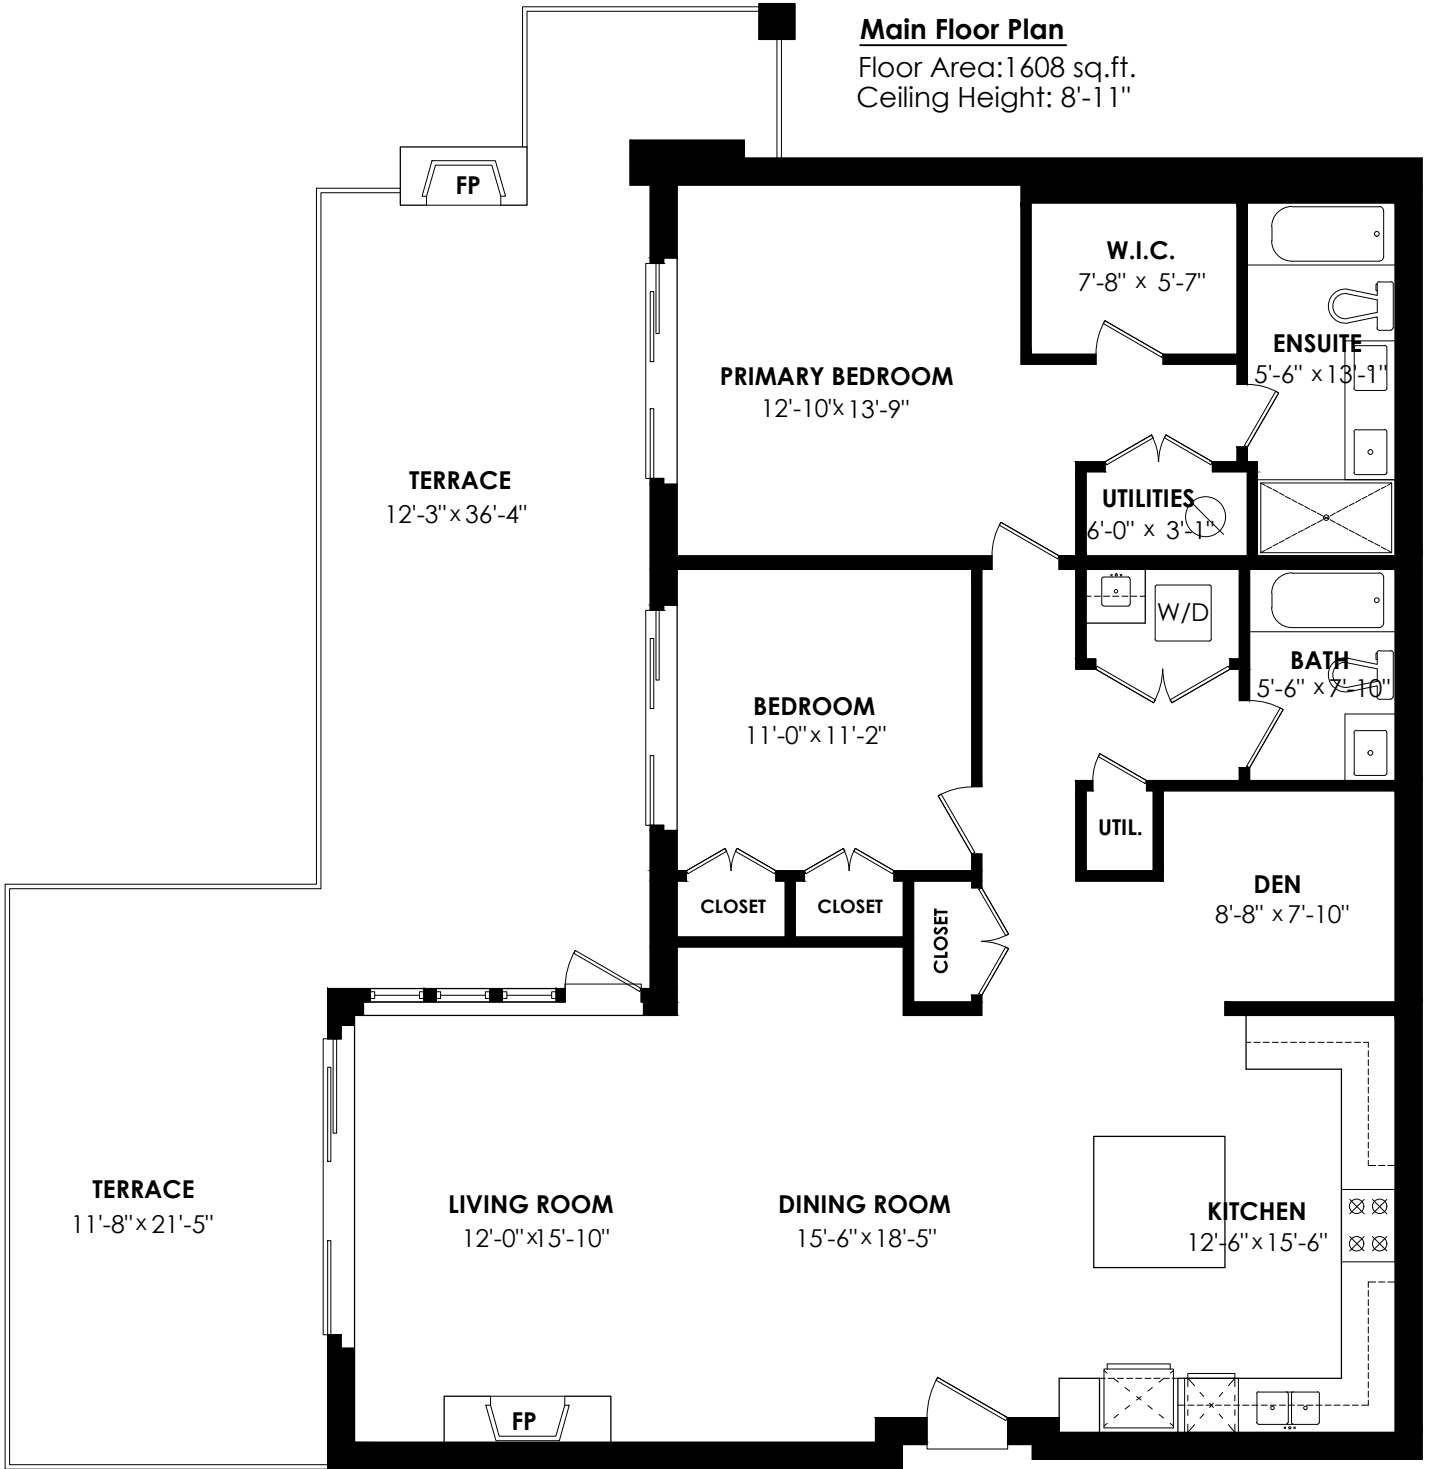 Main Floor Plan
Floor Area:1608 sq.ft.
Ceiling Height: 8'-11"
FP
W.I.C.
7'-8" x 5'-7"
ENSUITE
5'-6" x 13'-1"
PRIMARY BEDROOM
12'-10'x 13'-9"
TERRACE
12'-3" x 36'-4"
UTILITIES
6'-0" x 3'-1"
W/D
BATH
5'-6" x 7'-10"
BEDROOM
11'-0" x 11'-2"
UTIL.
DEN
8'-8" x 7'-10"
CLOSET
CLOSET
CLOSET
TERRACE
11'-8" x 21'-5"
LIVING ROOM
12'-0" x 15'-10"
DINING ROOM
15'-6" x 18'-5"
KITCHEN
12'-6" x 15'-6"
FP